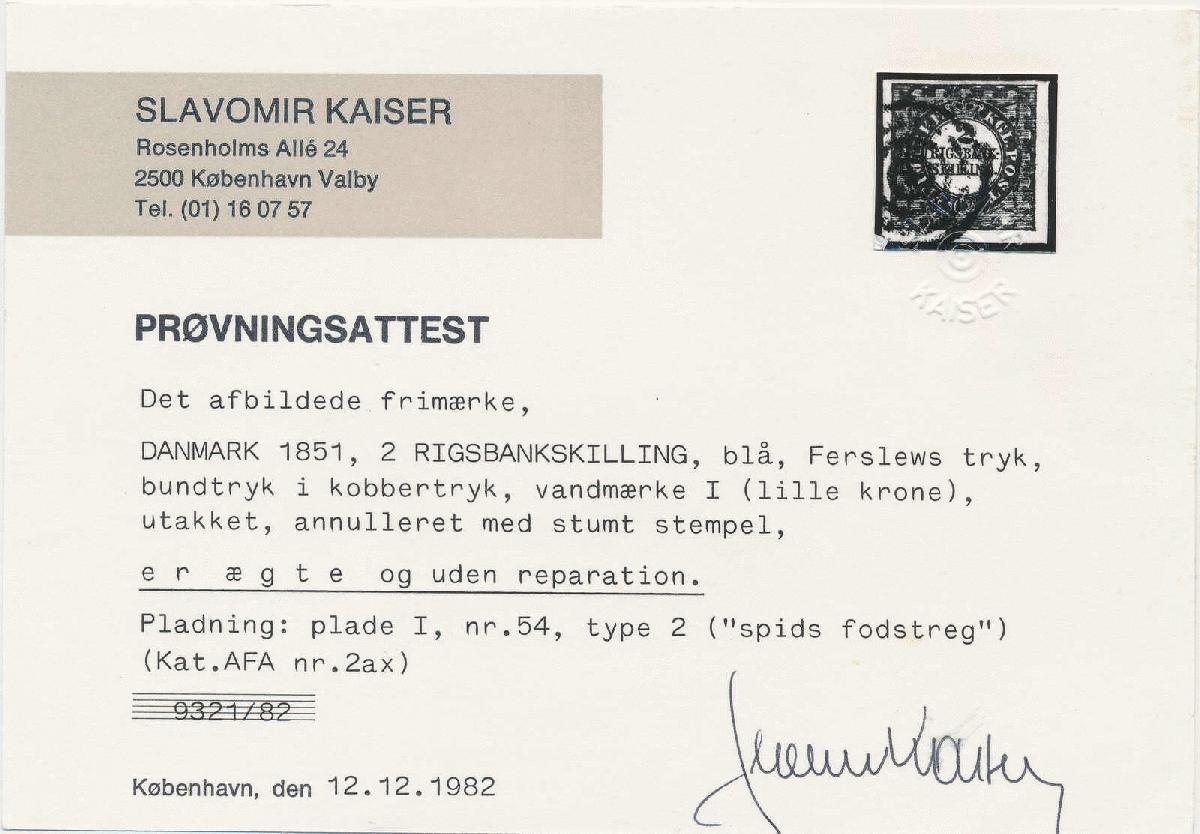 SLAVOMIR KAISER
Rosenholms Allé 24
2500 København Valby
Tel. (01) 16 07 57
2
RIGSBANK-
SKILLING
KAISER
PRØVNINGSATTEST
Det afbildede frimærke,
DANMARK 1851, 2 RIGSBANKSKILLING, blå, Ferslews tryk,
bundtryk i kobbertryk, vandmærke I (lille krone),
utakket, annulleret med stumt stempel,
e r æ g t e og uden reparation.
Pladning: plade I, nr.54, type 2 ("spids fodstreg")
(Kat.AFA nr.2ax)
9321/82
København, den 12.12.1982